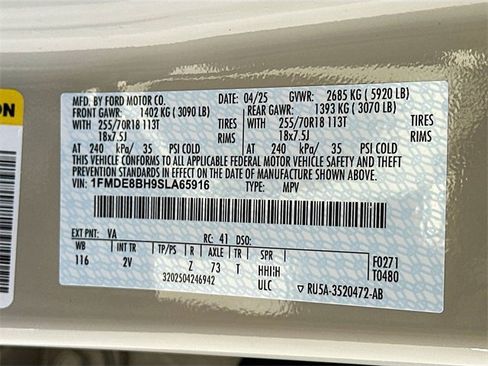 MFD. BY FORD MOTOR CO. 04/25 GVWR: 2685 KG ( 5920 LB)
FRONT GAWR: 1402 KG ( 3090 LB) REAR GAWR: 1393 KG ( 3070 LB)
WITH 255/70R18 113T TIRES WITH 255/70R18 113T TIRES
18x7.5J RIMS 18x7.5J RIMS
AT 240 kPa/ 35 PSI COLD AT 240 kPa/ 35 PSI COLD
THIS VEHICLE CONFORMS TO ALL APPLICABLE FEDERAL MOTOR VEHICLE SAFETY AND THEFT
PREVENTION STANDARDS IN EFFECT ON THE DATE OF MANUFACTURE SHOWN ABOVE.
VIN: 1FMDE8BH9SLA65916 TYPE: MPV
EXT PNT: VA RC: 41 DSO:
WB INT TR TP/PS R AXLE TR SPR F0271
116 2V Z 73 T HHIH T0480
3202504246942 ULC ▽ RU5A-3520472-AB
ON